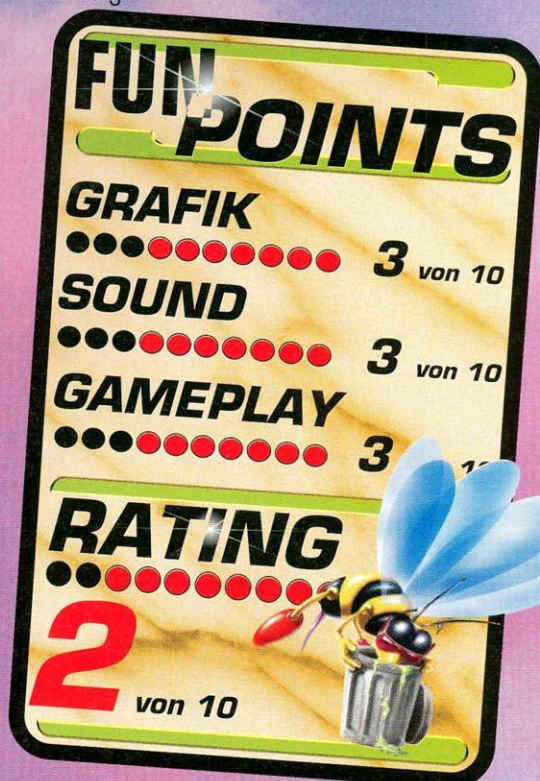 FUN
POINTS
GRAFIK
3 von 10
SOUND
3 von 10
GAMEPLAY
3
RATING
2 von 10